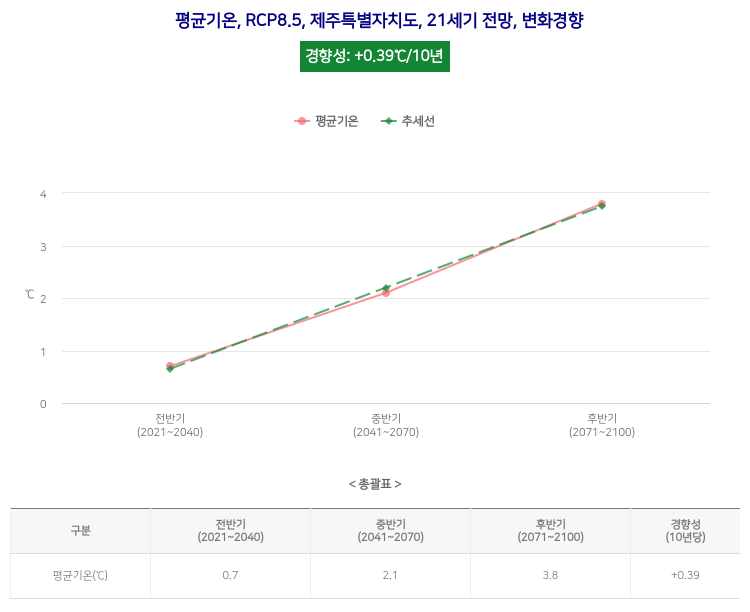 평균기온, RCP8.5, 제주특별자치도, 21세기 전망, 변화경향
경향성: +0.39℃/10년
평균기온 추세선
4
3
℃
2
1
0
전반기 중반기 후반기
(2021~2040) (2041~2070) (2071~2100)
< 총괄표 >
구분 전반기 중반기 후반기 경향성
(2021~2040) (2041~2070) (2071~2100) (10년당)
평균기온(℃) 0.7 2.1 3.8 +0.39